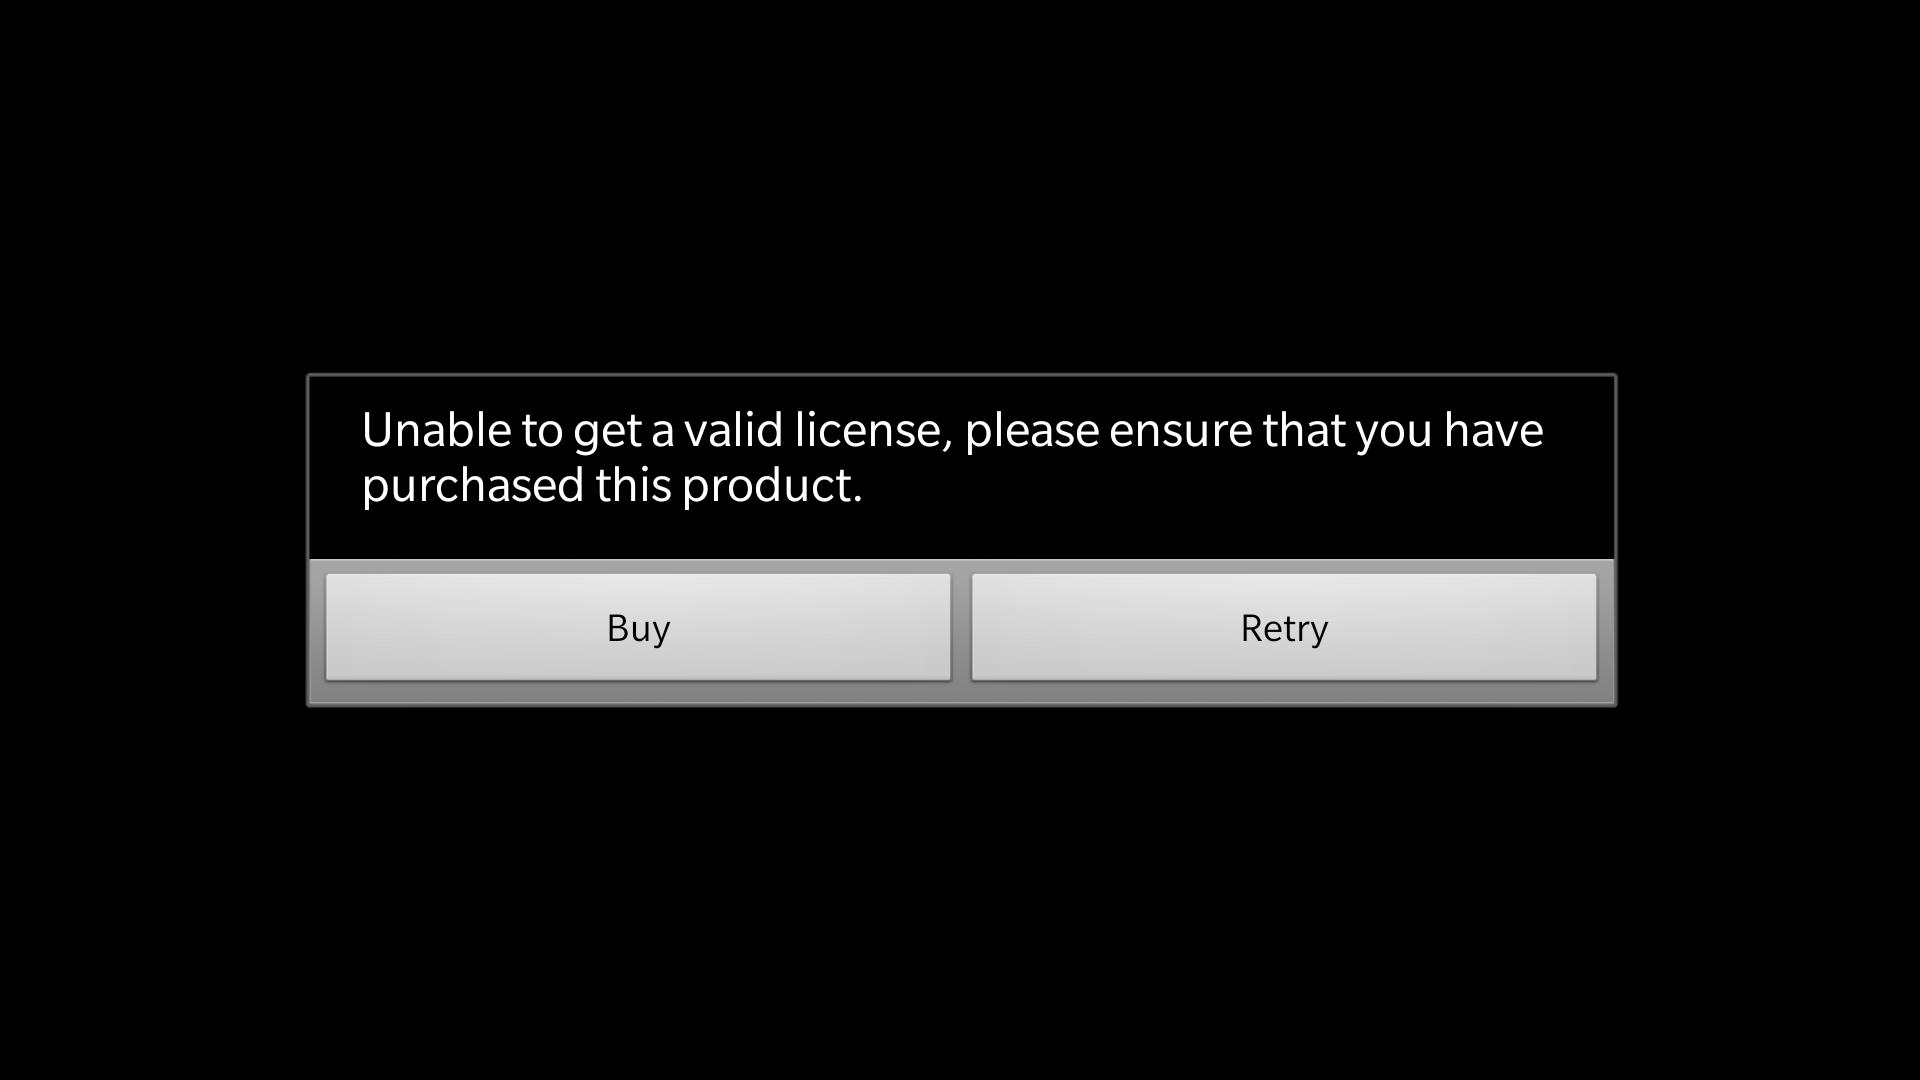 Unable to get a valid license, please ensure that you have
purchased this product.
Buy
Retry